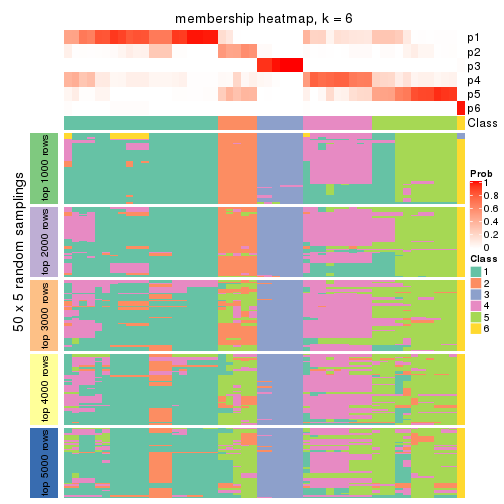 membership heatmap, k = 6
p1
p2
p3
p4
p5
p6
Class
50 x 5 random samplings
top 1000 rows
top 2000 rows
top 3000 rows
top 4000 rows
top 5000 rows
Prob
1
0.8
0.6
0.4
0.2
0
Class
1
2
3
4
5
6